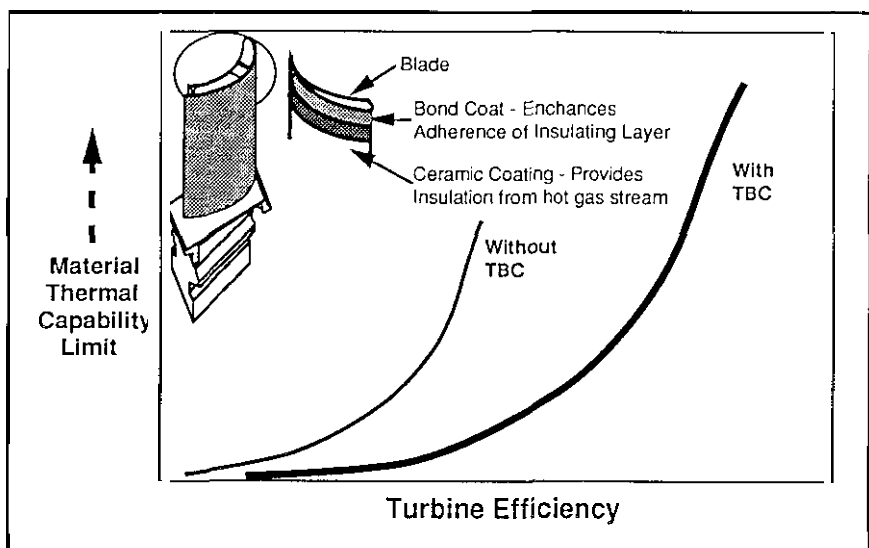 Blade
Bond Coat - Enchances
Adherence of Insulating Layer
Ceramic Coating - Provides
Insulation from hot gas stream
With
TBC
Without
TBC
Material
Thermal
Capability
Limit
Turbine Efficiency